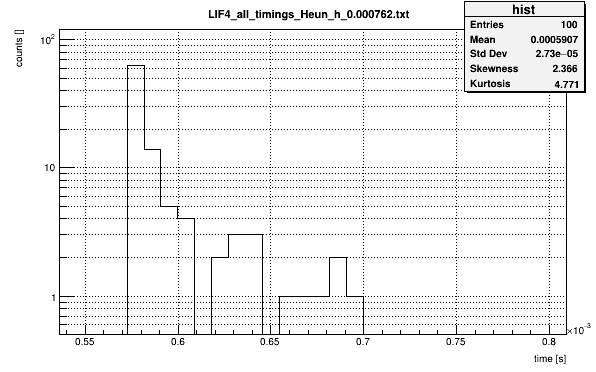 LIF4_all_timings_Heun_h_0.000762.txt
hist
Entries 100
Mean 0.0005907
Std Dev 2.73e−05
Skewness 2.366
Kurtosis 4.771
counts []
10²
10
1
0.55 0.6 0.65 0.7 0.75 0.8
×10⁻³
time [s]